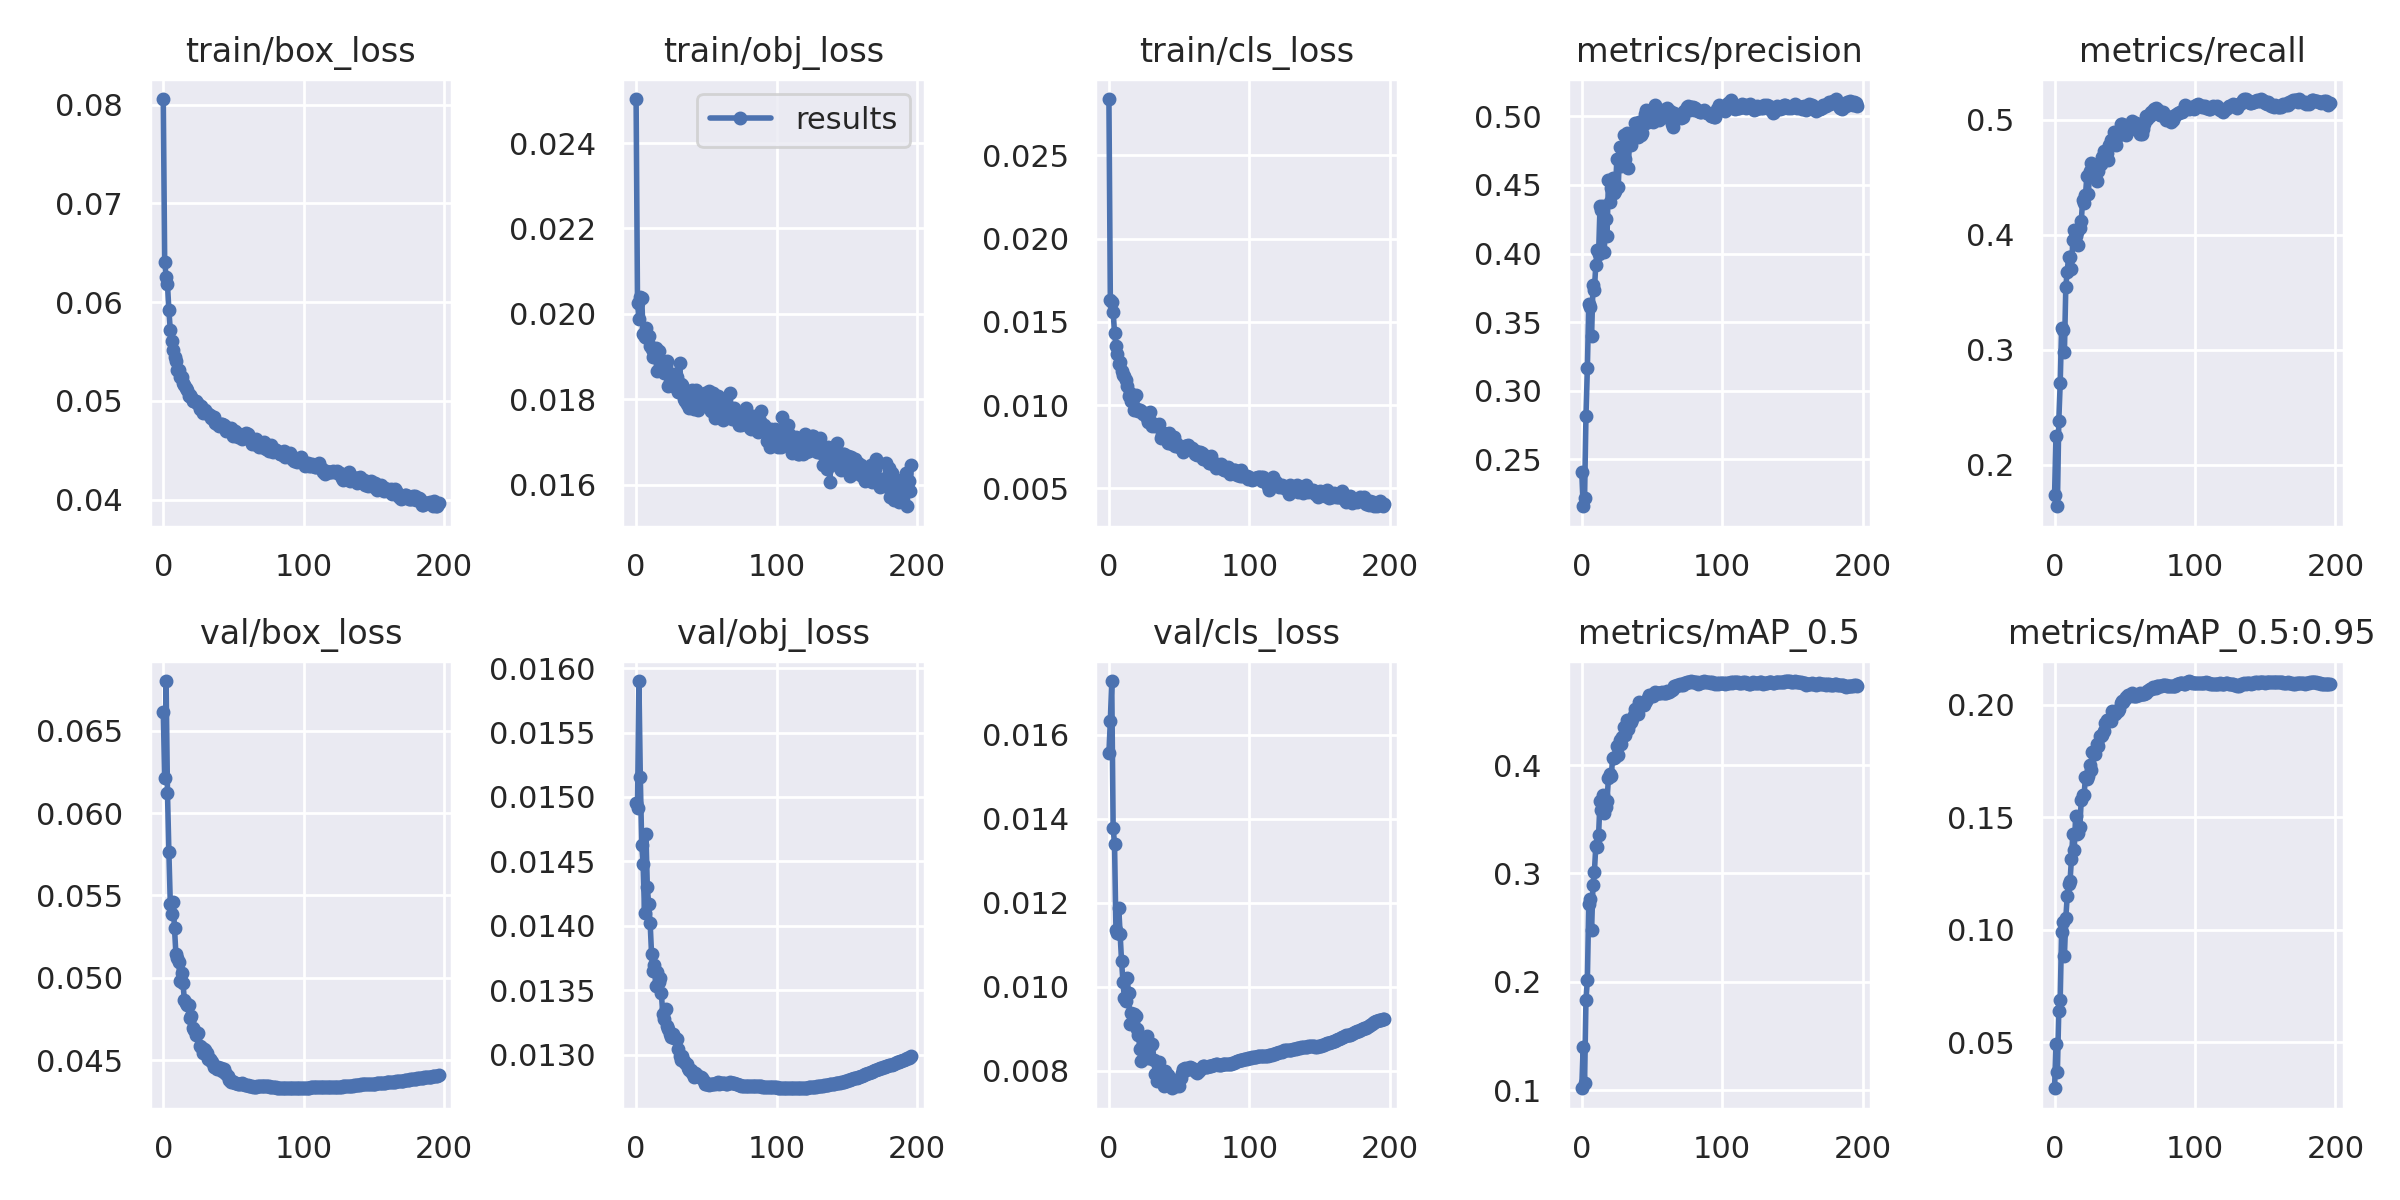 train/box_loss
0.08
0.07
0.06
0.05
0.04
0 100 200
train/obj_loss
results
0.024
0.022
0.020
0.018
0.016
0 100 200
train/cls_loss
0.025
0.020
0.015
0.010
0.005
0 100 200
metrics/precision
0.50
0.45
0.40
0.35
0.30
0.25
0 100 200
metrics/recall
0.5
0.4
0.3
0.2
0 100 200
val/box_loss
0.065
0.060
0.055
0.050
0.045
0 100 200
val/obj_loss
0.0160
0.0155
0.0150
0.0145
0.0140
0.0135
0.0130
0 100 200
val/cls_loss
0.016
0.014
0.012
0.010
0.008
0 100 200
metrics/mAP_0.5
0.4
0.3
0.2
0.1
0 100 200
metrics/mAP_0.5:0.95
0.20
0.15
0.10
0.05
0 100 200